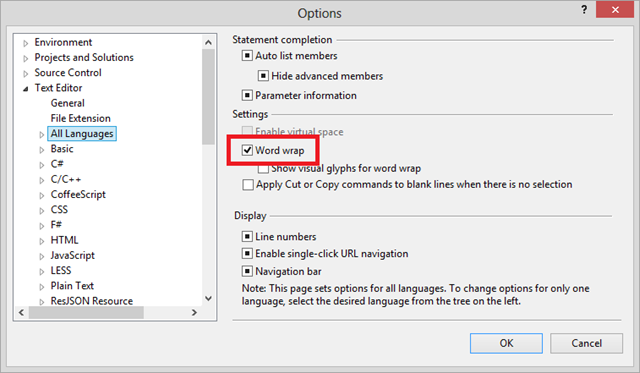 Options
?
Environment
Projects and Solutions
Source Control
Text Editor
General
File Extension
All Languages
Basic
C#
C/C++
CoffeeScript
CSS
F#
HTML
JavaScript
LESS
Plain Text
ResJSON Resource
Statement completion
Auto list members
Hide advanced members
Parameter information
Settings
Enable virtual space
Word wrap
Show visual glyphs for word wrap
Apply Cut or Copy commands to blank lines when there is no selection
Display
Line numbers
Enable single-click URL navigation
Navigation bar
Note: This page sets options for all languages. To change options for only one
language, select the desired language from the tree on the left.
OK
Cancel